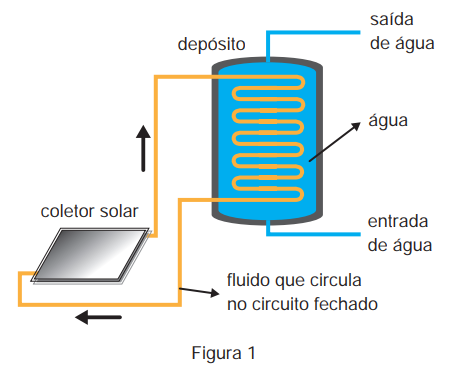 saída
de água
depósito
água
coletor solar
entrada
de água
fluido que circula
no circuito fechado
Figura 1